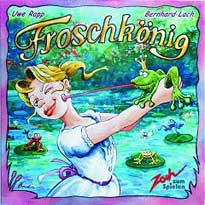 Uwe Rapp
Bernhard Lach
Froschkönig
Zoch zum
Spielen